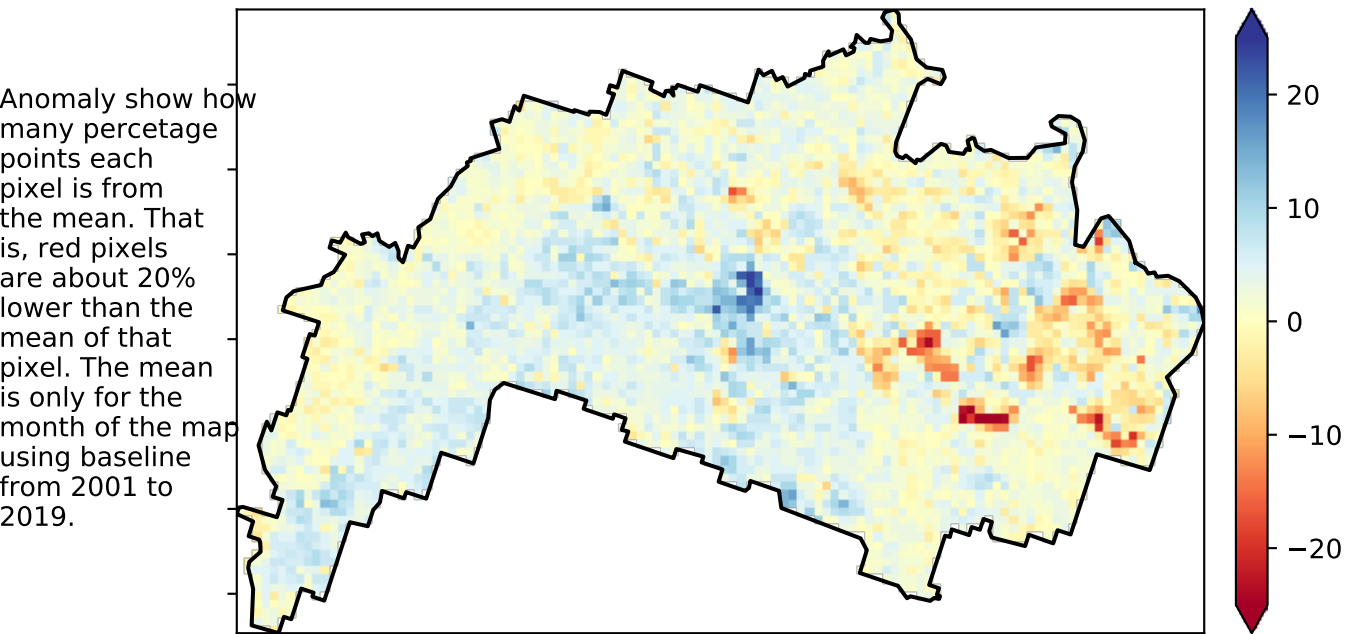 Anomaly show how
many percetage
points each
pixel is from
the mean. That
is, red pixels
are about 20%
lower than the
mean of that
pixel. The mean
is only for the
month of the map
using baseline
from 2001 to
2019.
20
10
0
−10
−20